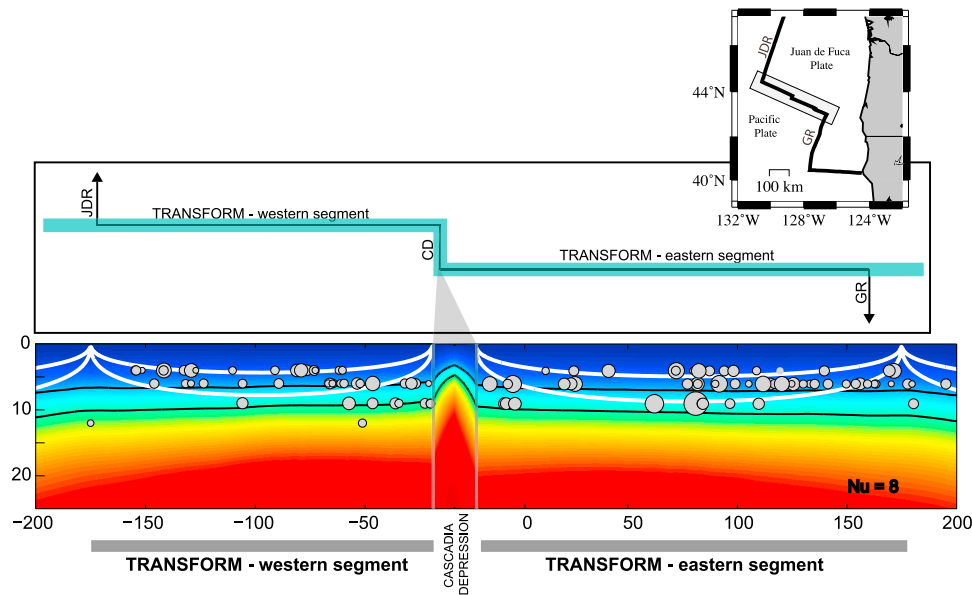 JDR
Juan de Fuca
Plate
44°N
Pacific
Plate
GR
40°N
100 km
132°W
128°W
124°W
JDR
TRANSFORM - western segment
CD
TRANSFORM - eastern segment
GR
0
10
20
Nu = 8
−200
−150
−100
−50
0
50
100
150
200
CASCADIA
DEPRESSION
TRANSFORM - western segment
TRANSFORM - eastern segment